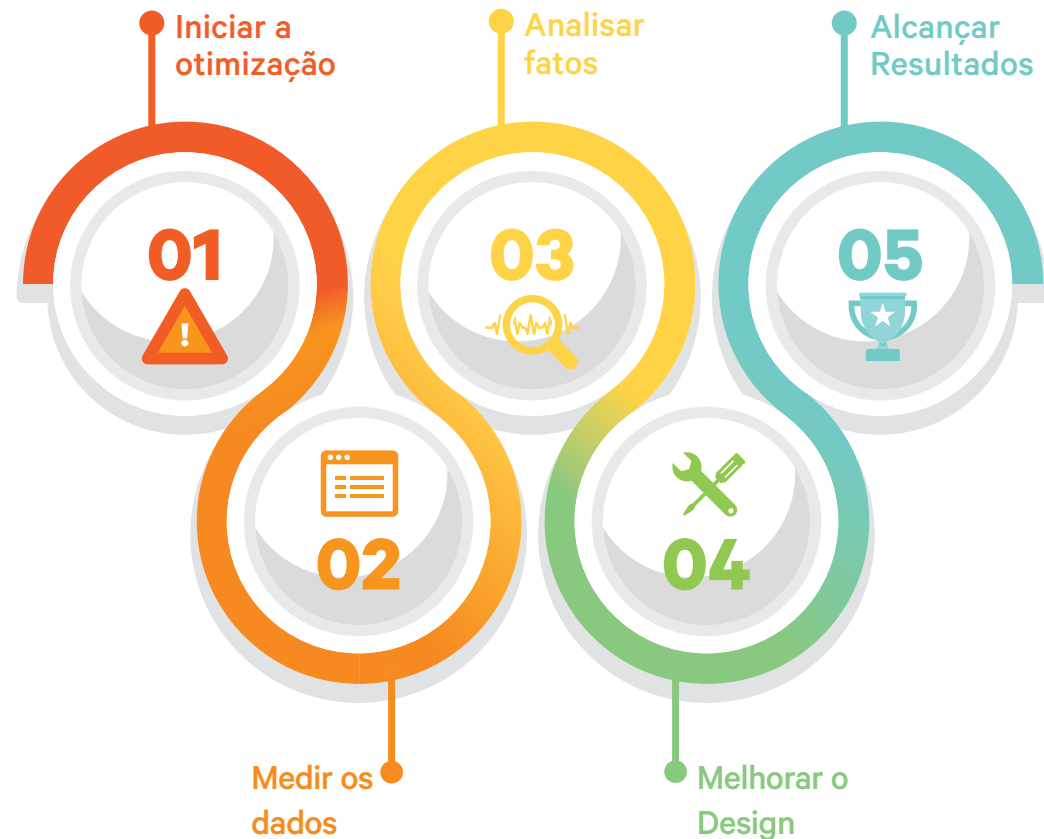 Iniciar a
otimização
01
02
Medir os
dados
Analisar
fatos
03
04
Melhorar o
Design
Alcançar
Resultados
05